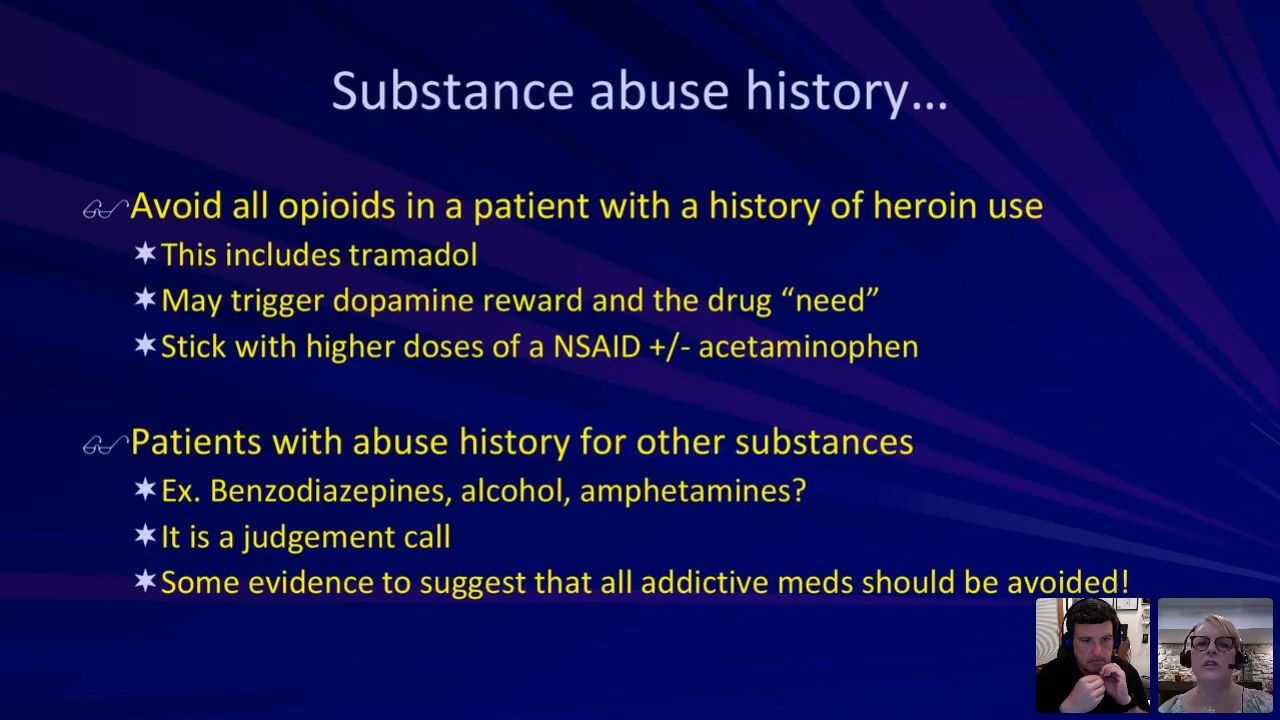 Substance abuse history…
Avoid all opioids in a patient with a history of heroin use
This includes tramadol
May trigger dopamine reward and the drug “need”
Stick with higher doses of a NSAID +/- acetaminophen
Patients with abuse history for other substances
Ex. Benzodiazepines, alcohol, amphetamines?
It is a judgement call
Some evidence to suggest that all addictive meds should be avoided!